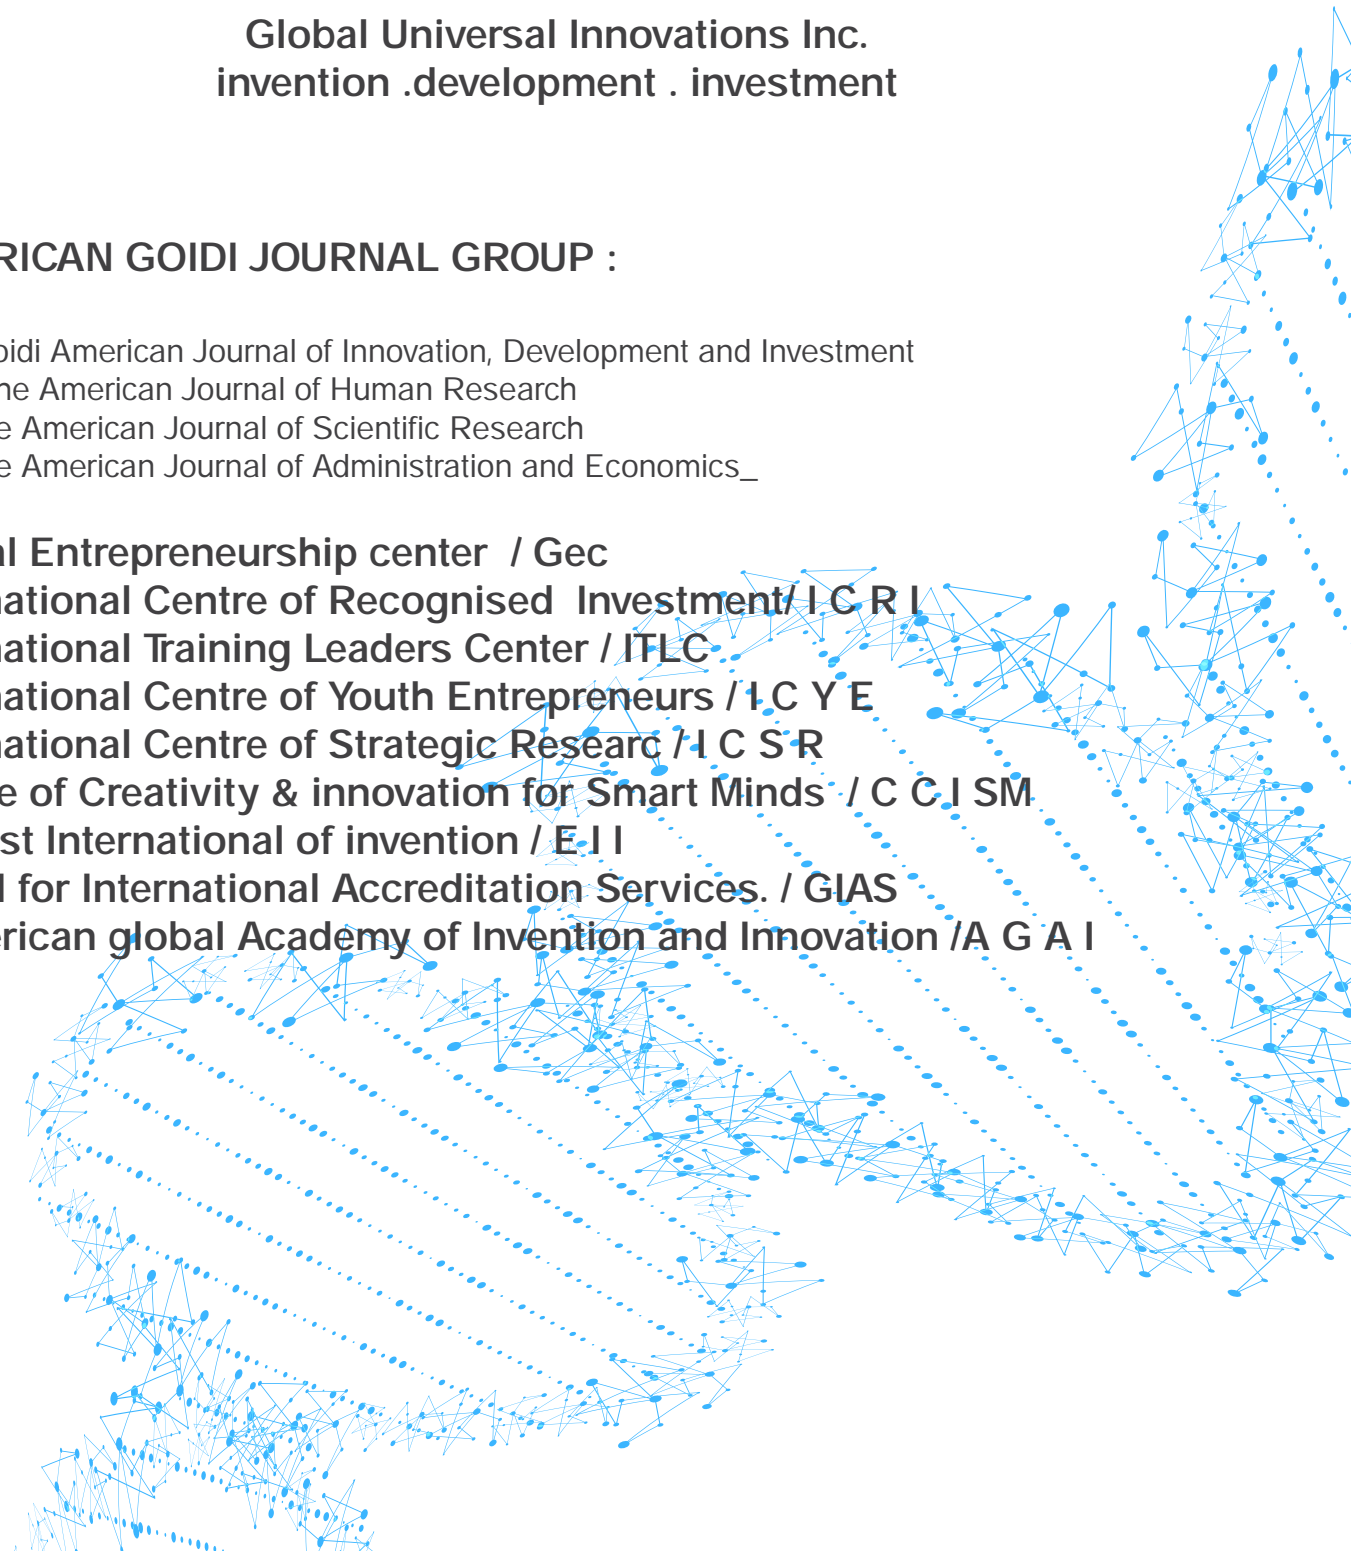 Global Universal Innovations Inc.
invention .development . investment
RICAN GOIDI JOURNAL GROUP :
oidi American Journal of Innovation, Development and Investment
he American Journal of Human Research
e American Journal of Scientific Research
e American Journal of Administration and Economics_
al Entrepreneurship center / Gec
national Centre of Recognised Investment/ I C R I
national Training Leaders Center / ITLC
national Centre of Youth Entrepreneurs / I C Y E
national Centre of Strategic Researc / I C S R
e of Creativity & innovation for Smart Minds / C C I SM
st International of invention / E I I
l for International Accreditation Services. / GIAS
erican global Academy of Invention and Innovation /A G A I